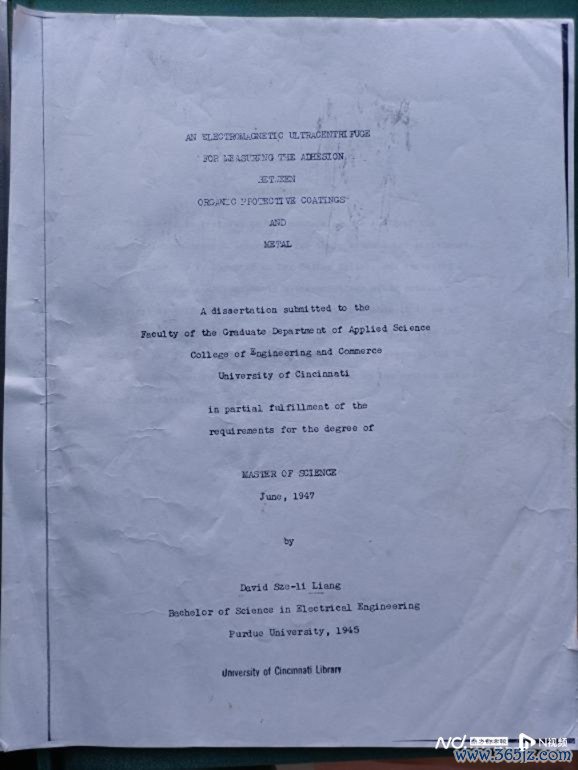 AN ELECTROMAGNETIC ULTRACENTRIFUGE
FOR MEASURING THE ADHESION
BETWEEN
ORGANIC PROTECTIVE COATINGS
AND
METAL
A dissertation submitted to the
Faculty of the Graduate Department of Applied Science
College of Engineering and Commerce
University of Cincinnati
in partial fulfillment of the
requirements for the degree of
MASTER OF SCIENCE
June, 1947
by
David Sze-li Liang
Bachelor of Science in Electrical Engineering
Purdue University, 1945
University of Cincinnati Library
N视频
www.365jz.com